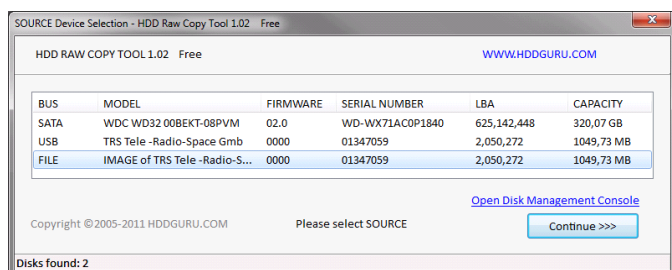 SOURCE Device Selection - HDD Raw Copy Tool 1.02 Free
HDD RAW COPY TOOL 1.02 Free WWW.HDDGURU.COM
BUS MODEL FIRMWARE SERIAL NUMBER LBA CAPACITY
SATA WDC WD32 00BEKT-08PVM 02.0 WD-WX71AC0P1840 625,142,448 320,07 GB
USB TRS Tele -Radio-Space Gmb 0000 01347059 2,050,272 1049,73 MB
FILE IMAGE of TRS Tele -Radio-S... 0000 01347059 2,050,272 1049,73 MB
Open Disk Management Console
Copyright ©2005-2011 HDDGURU.COM Please select SOURCE Continue >>>
Disks found: 2